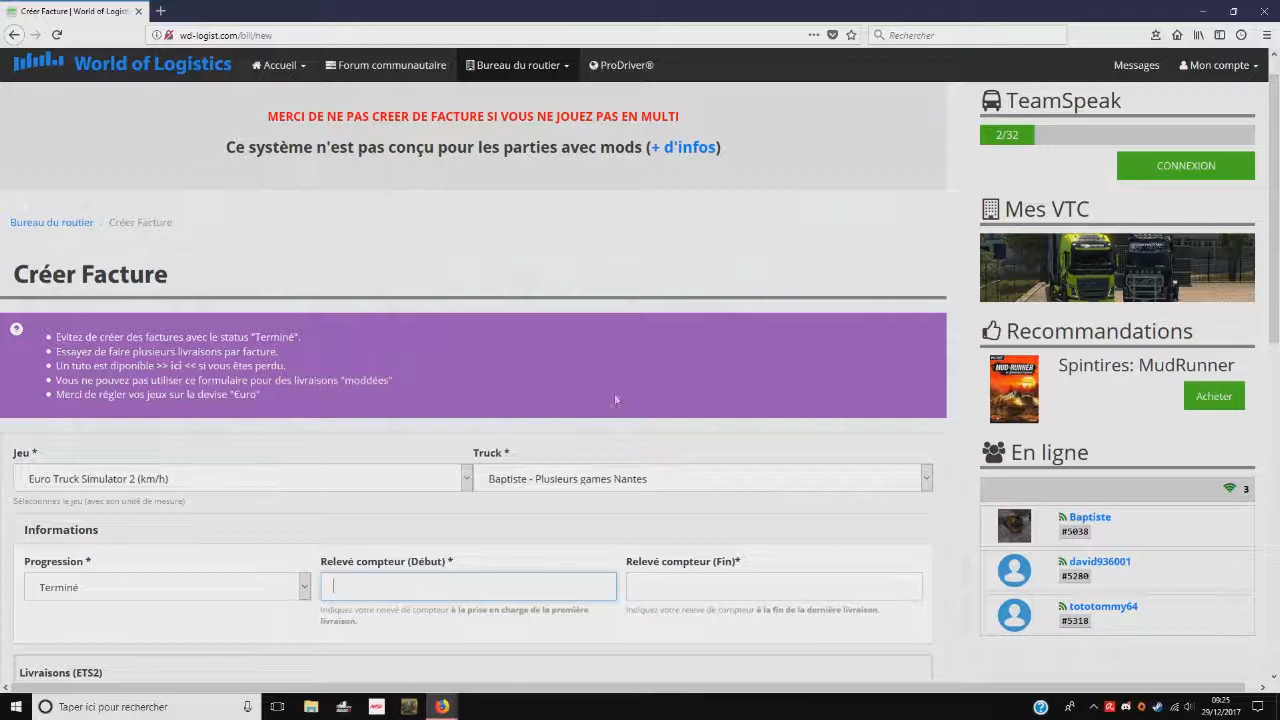 Créer Facture | World of Logistic
wd-logist.com/bill/new
Rechercher
World of Logistics
Accueil
Forum communautaire
Bureau du routier
ProDriver®
Messages
Mon compte
MERCI DE NE PAS CREER DE FACTURE SI VOUS NE JOUEZ PAS EN MULTI
Ce système n'est pas conçu pour les parties avec mods (+ d'infos)
TeamSpeak
2/32
CONNEXION
Mes VTC
Bureau du routier / Créer Facture
Créer Facture
Evitez de créer des factures avec le status "Terminé".
Essayez de faire plusieurs livraisons par facture.
Un tuto est diponible >> ici << si vous êtes perdu.
Vous ne pouvez pas utiliser ce formulaire pour des livraisons "moddées"
Merci de régler vos jeux sur la devise "€uro"
Recommandations
MUD-RUNNER
Spintires: MudRunner
Acheter
Jeu *
Truck *
Euro Truck Simulator 2 (km/h)
Baptiste - Plusieurs games Nantes
Sélectionnez le jeu (avec son unité de mesure)
En ligne
3
Baptiste
#5038
david936001
#5280
tototommy64
#5318
Informations
Progression *
Relevé compteur (Début) *
Relevé compteur (Fin)*
Terminé
Indiquez votre relevé de compteur à la prise en charge de la première
livraison.
Indiquez votre relevé de compteur à la fin de la dernière livraison.
Livraisons (ETS2)
Taper ici pour rechercher
09:25
29/12/2017